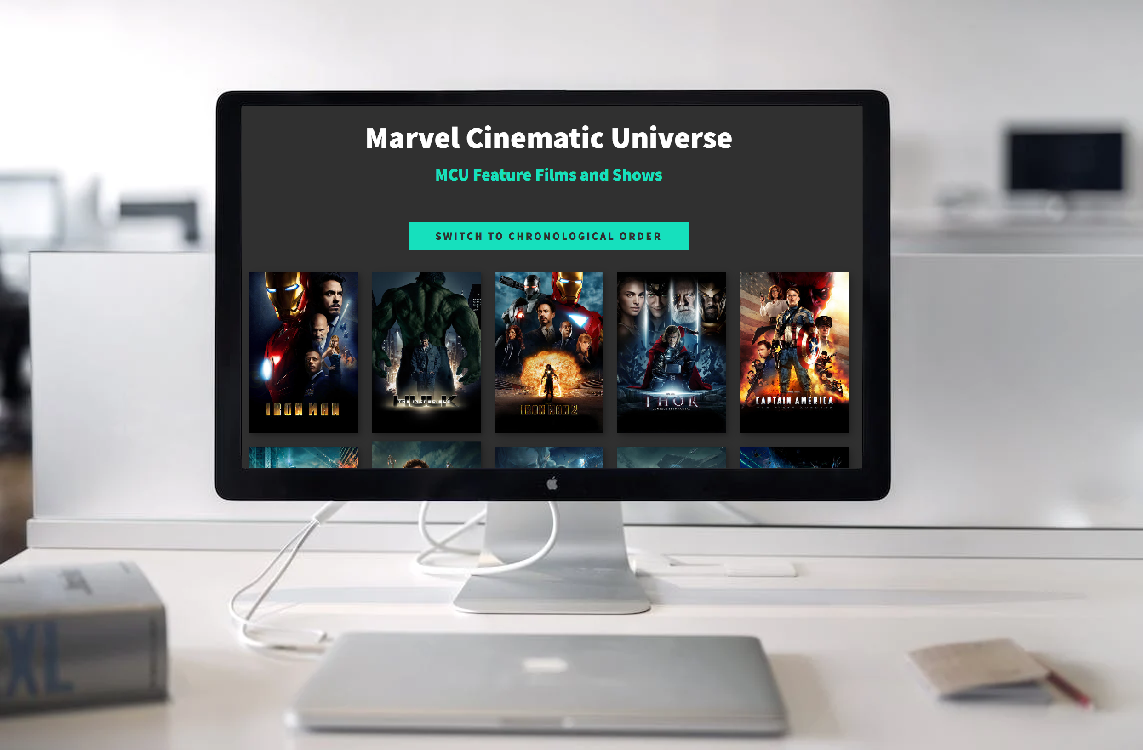 Marvel Cinematic Universe
MCU Feature Films and Shows
SWITCH TO CHRONOLOGICAL ORDER
IRON MAN
HULK
IRON MAN 2
THOR
CAPTAIN AMERICA
XL